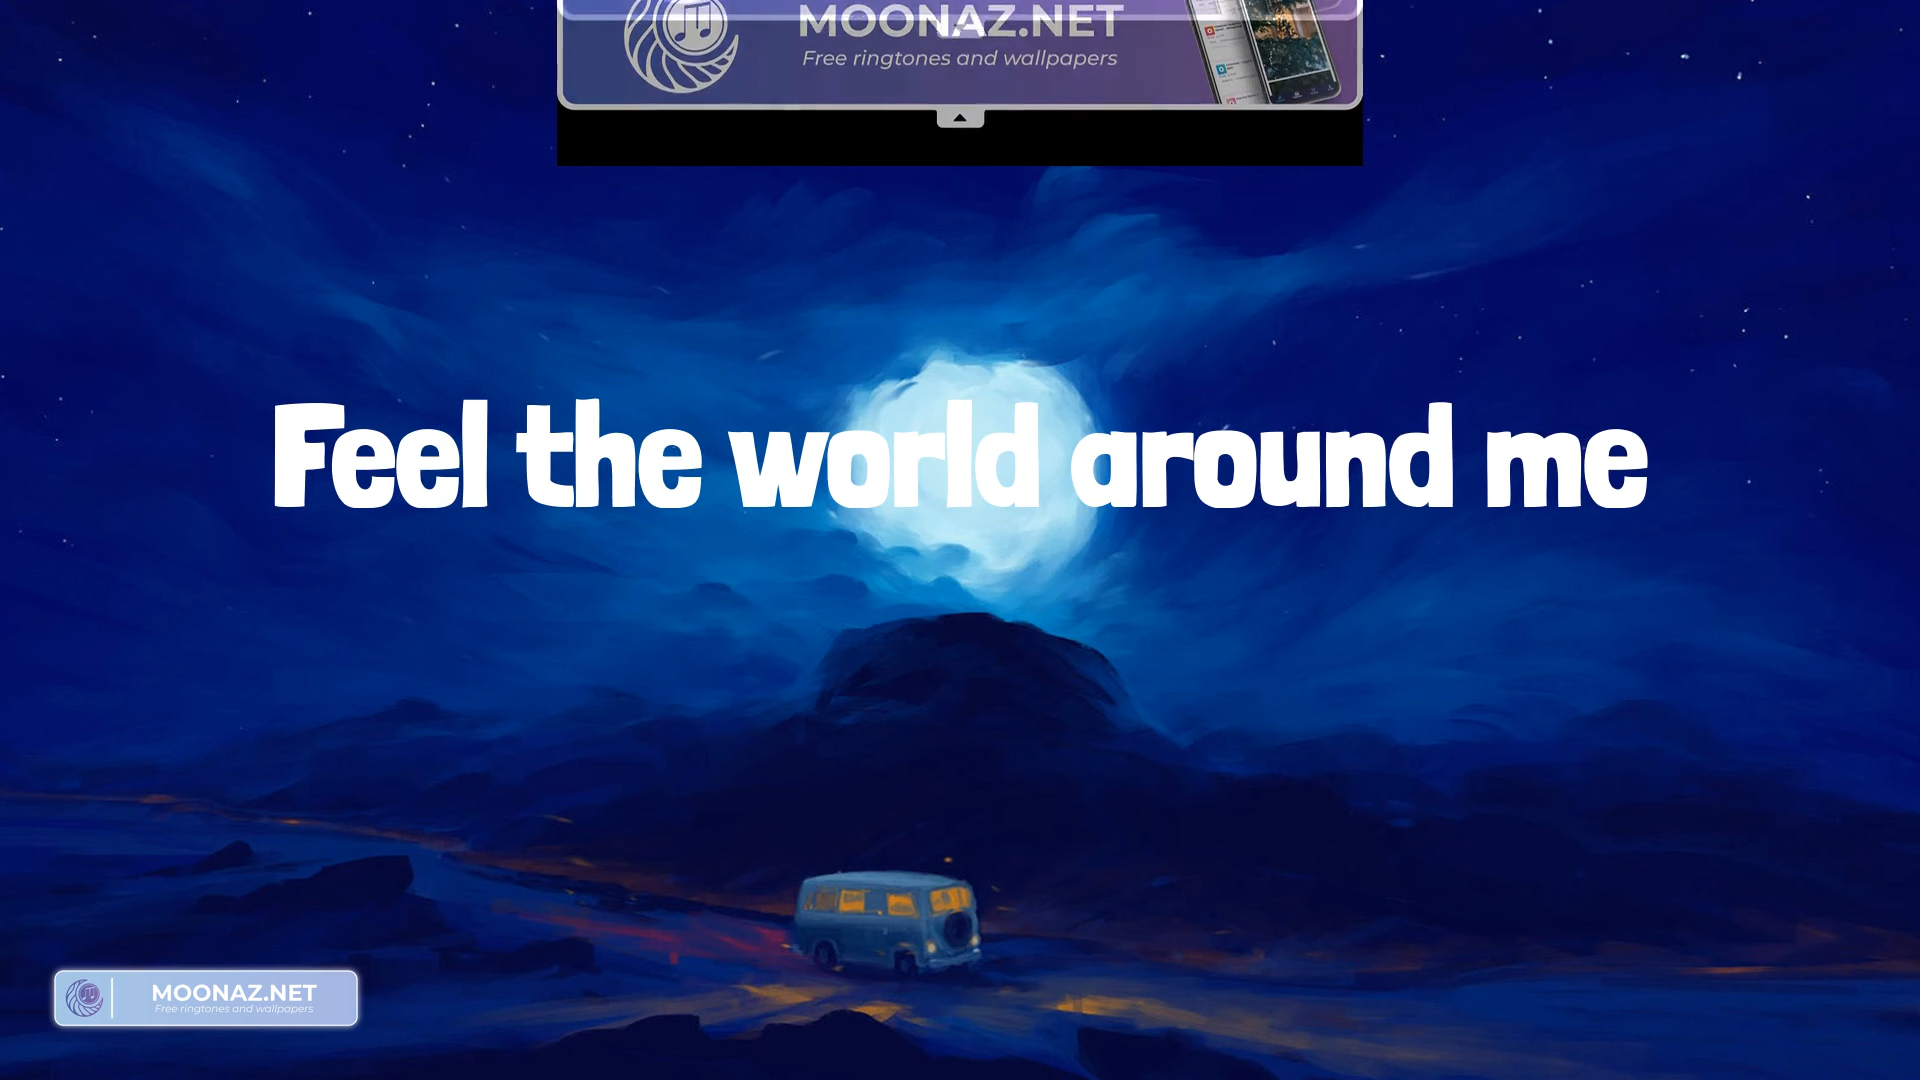 MOONAZ.NET
Free ringtones and wallpapers
Feel the world around me
MOONAZ.NET
Free ringtones and wallpapers